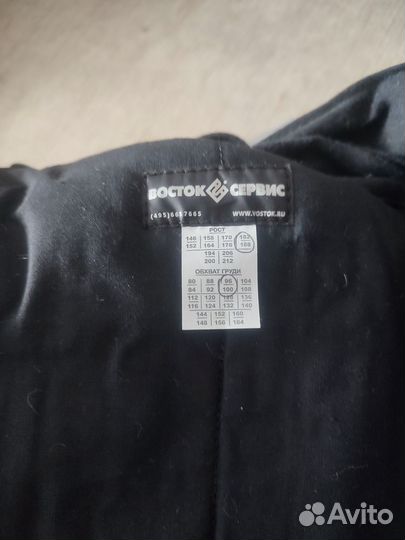 ВОСТОК СЕРВИС
(495)6657665 WWW.VOSTOK.RU
РОСТ
146 158 170 182
152 164 176 188
194 206
200 212
ОБХВАТ ГРУДИ
80 88 96 104
84 92 100 108
112 120 128 136
116 124 132 140
144 152 160
148 156 164
Avito